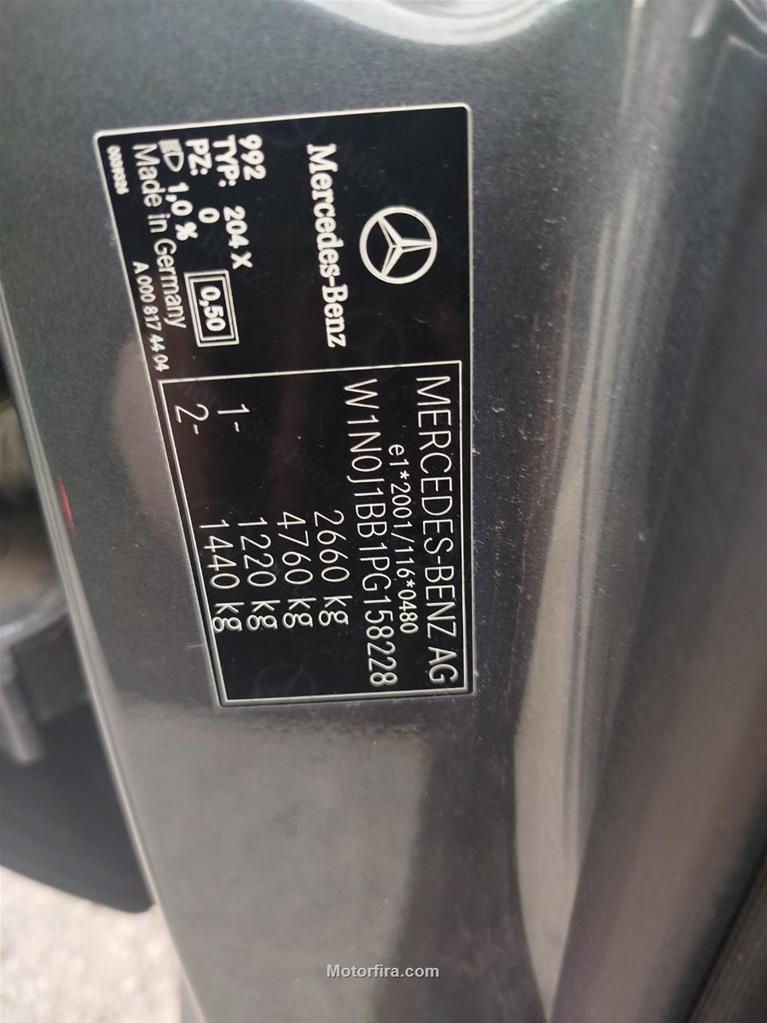 Mercedes-Benz
992
TYP: 204 X
PZ: 0
1,0 %
0,50
Made in Germany
A 000 817 44 04
MERCEDES-BENZ AG
e1*2001/116*0480
W1N0J1BB1PG158228
2660 kg
4760 kg
1- 1220 kg
2- 1440 kg
Motorfira.com